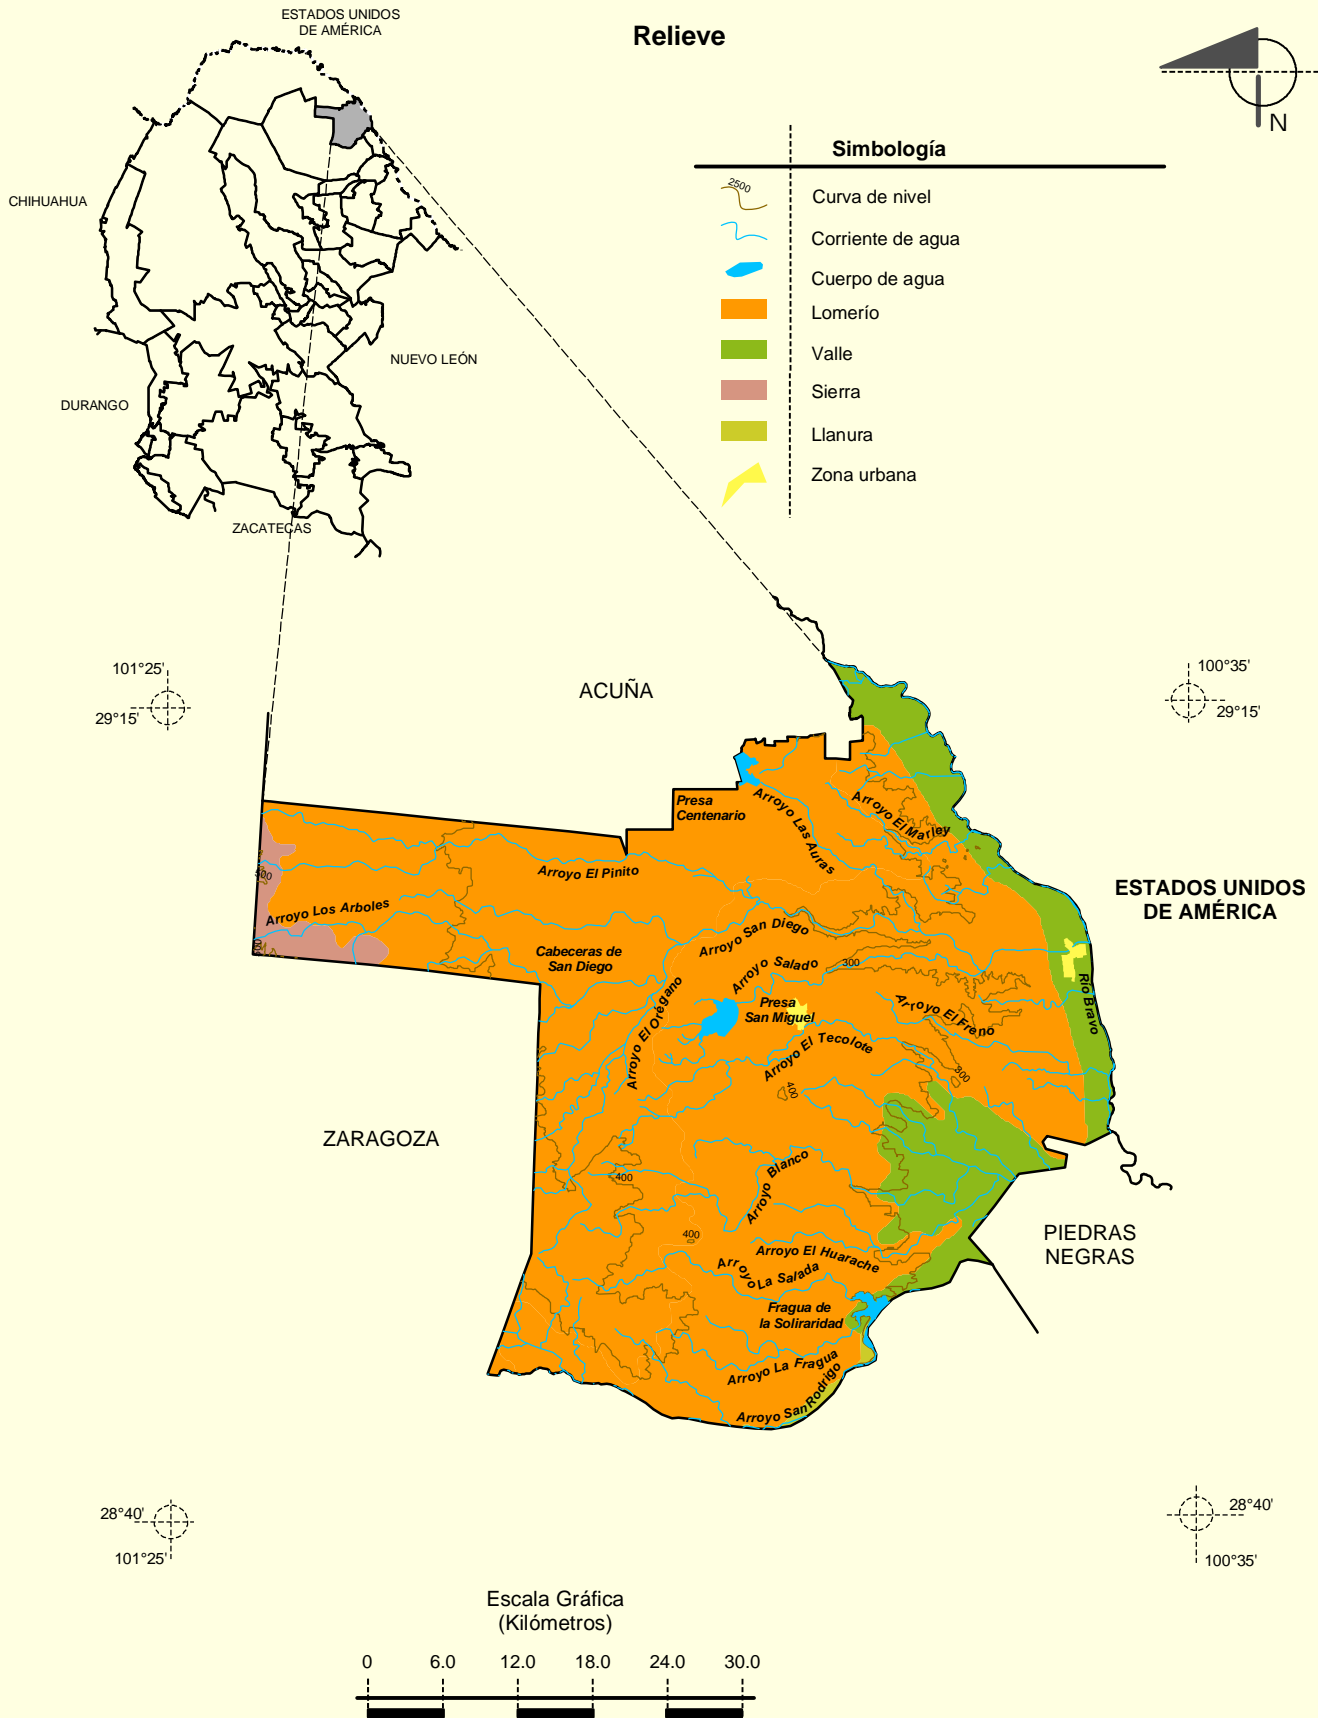 ESTADOS UNIDOS
DE AMÉRICA
Relieve
N
Simbología
2500
Curva de nivel
Corriente de agua
Cuerpo de agua
Lomerío
Valle
Sierra
Llanura
Zona urbana
CHIHUAHUA
NUEVO LEÓN
DURANGO
ZACATECAS
101°25'
29°15'
100°35'
29°15'
ACUÑA
Presa
Centenario
Arroyo Las Auras
Arroyo El Marley
Arroyo El Pinito
500
Arroyo Los Arboles
ESTADOS UNIDOS
DE AMÉRICA
Cabeceras de
San Diego
Arroyo San Diego
Arroyo Salado
300
Arroyo El Orégano
Presa
San Miguel
Arroyo El Freno
Río Bravo
Arroyo El Tecolote
300
400
ZARAGOZA
Arroyo Blanco
400
400
Arroyo El Huarache
Arroyo La Salada
PIEDRAS
NEGRAS
Fragua de
la Soliraridad
Arroyo La Fragua
Arroyo San Rodrigo
28°40'
101°25'
28°40'
100°35'
Escala Gráfica
(Kilómetros)
0 6.0 12.0 18.0 24.0 30.0